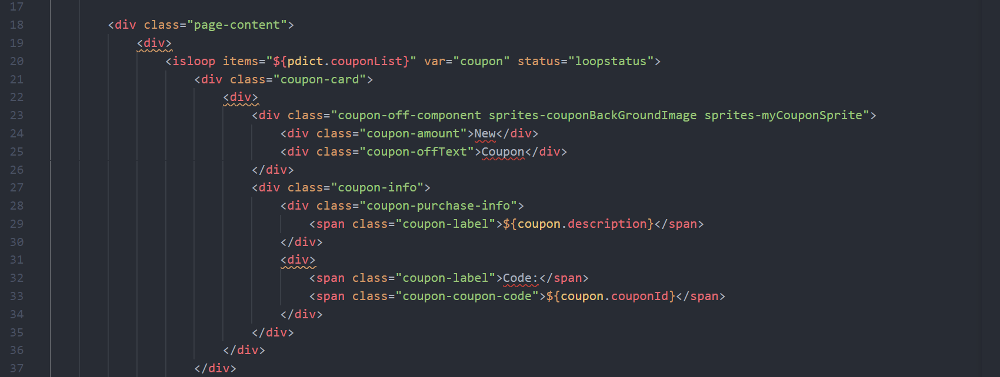 17
18 <div class="page-content">
19 <div>
20 <isloop items="${pdict.couponList}" var="coupon" status="loopstatus">
21 <div class="coupon-card">
22 <div>
23 <div class="coupon-off-component sprites-couponBackGroundImage sprites-myCouponSprite">
24 <div class="coupon-amount">New</div>
25 <div class="coupon-offText">Coupon</div>
26 </div>
27 <div class="coupon-info">
28 <div class="coupon-purchase-info">
29 <span class="coupon-label">${coupon.description}</span>
30 </div>
31 <div>
32 <span class="coupon-label">Code:</span>
33 <span class="coupon-coupon-code">${coupon.couponId}</span>
34 </div>
35 </div>
36 </div>
37 </div>